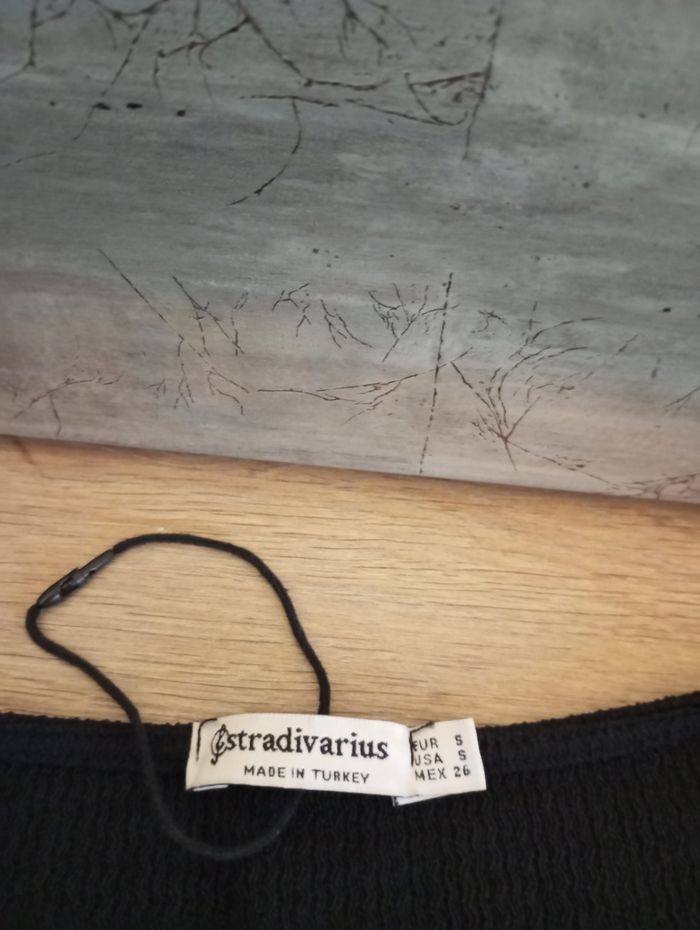 Stradivarius
MADE IN TURKEY
EUR S
USA S
MEX 26